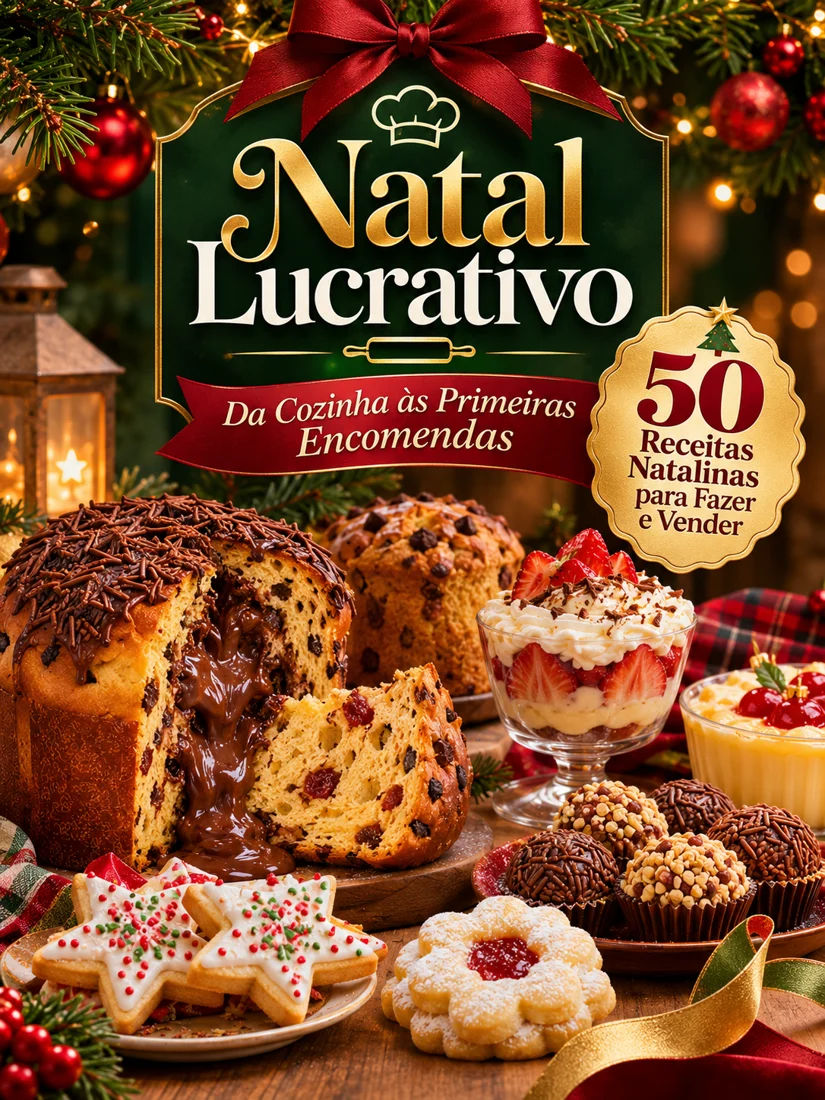 Natal
Lucrativo
Da Cozinha às Primeiras
Encomendas
50
Receitas
Natalinas
para Fazer
e Vender